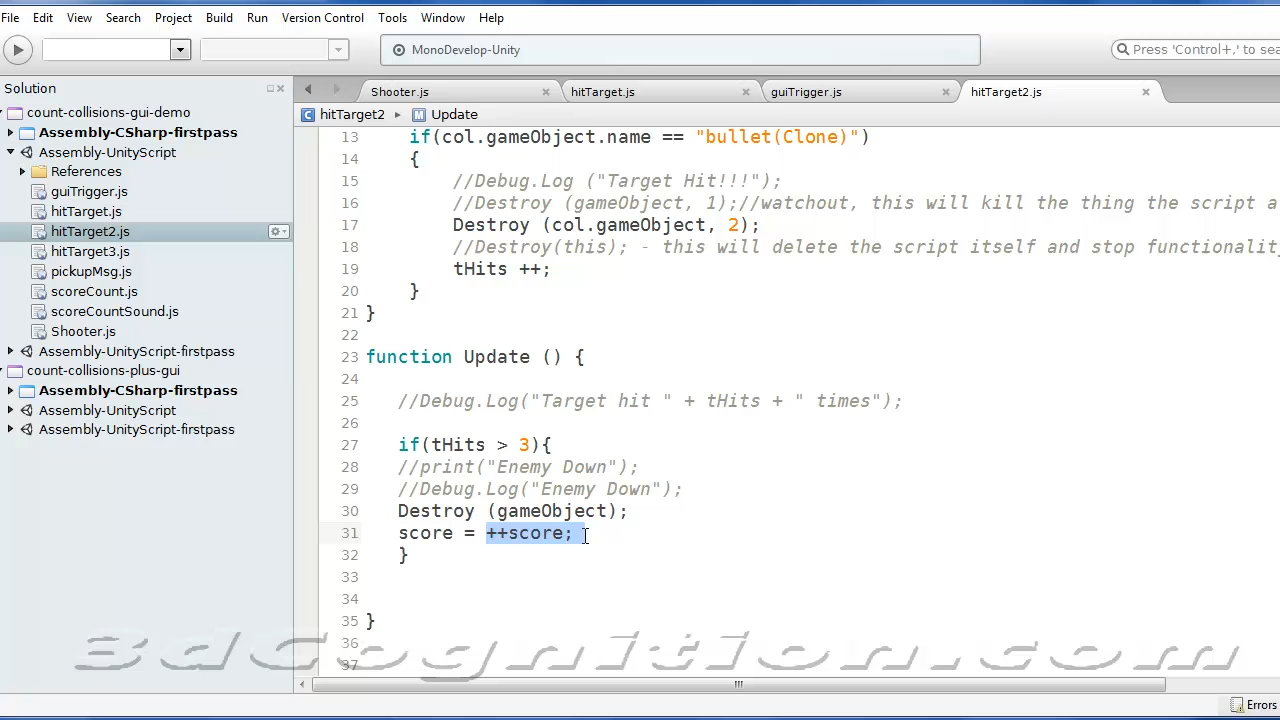 File Edit View Search Project Build Run Version Control Tools Window Help
MonoDevelop-Unity
Press 'Control+,' to sea
Solution
count-collisions-gui-demo
Assembly-CSharp-firstpass
Assembly-UnityScript
References
guiTrigger.js
hitTarget.js
hitTarget2.js
hitTarget3.js
pickupMsg.js
scoreCount.js
scoreCountSound.js
Shooter.js
Assembly-UnityScript-firstpass
count-collisions-plus-gui
Assembly-CSharp-firstpass
Assembly-UnityScript
Assembly-UnityScript-firstpass
Shooter.js hitTarget.js guiTrigger.js hitTarget2.js
C hitTarget2 M Update
13 if(col.gameObject.name == "bullet(Clone)")
14 {
15 //Debug.Log ("Target Hit!!!");
16 //Destroy (gameObject, 1);//watchout, this will kill the thing the script a
17 Destroy (col.gameObject, 2);
18 //Destroy(this); - this will delete the script itself and stop functionality
19 tHits ++;
20 }
21 }
22
23 function Update () {
24
25 //Debug.Log("Target hit " + tHits + " times");
26
27 if(tHits > 3){
28 //print("Enemy Down");
29 //Debug.Log("Enemy Down");
30 Destroy (gameObject);
31 score = ++score;
32 }
33
34
35 }
36
37
3dCognition.com
Errors